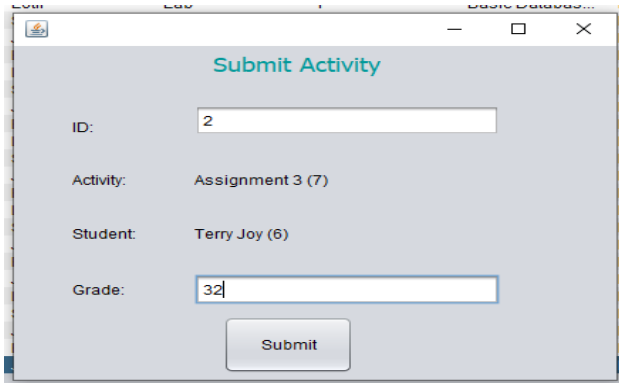 Submit Activity
ID: 2
Activity: Assignment 3 (7)
Student: Terry Joy (6)
Grade: 32
Submit